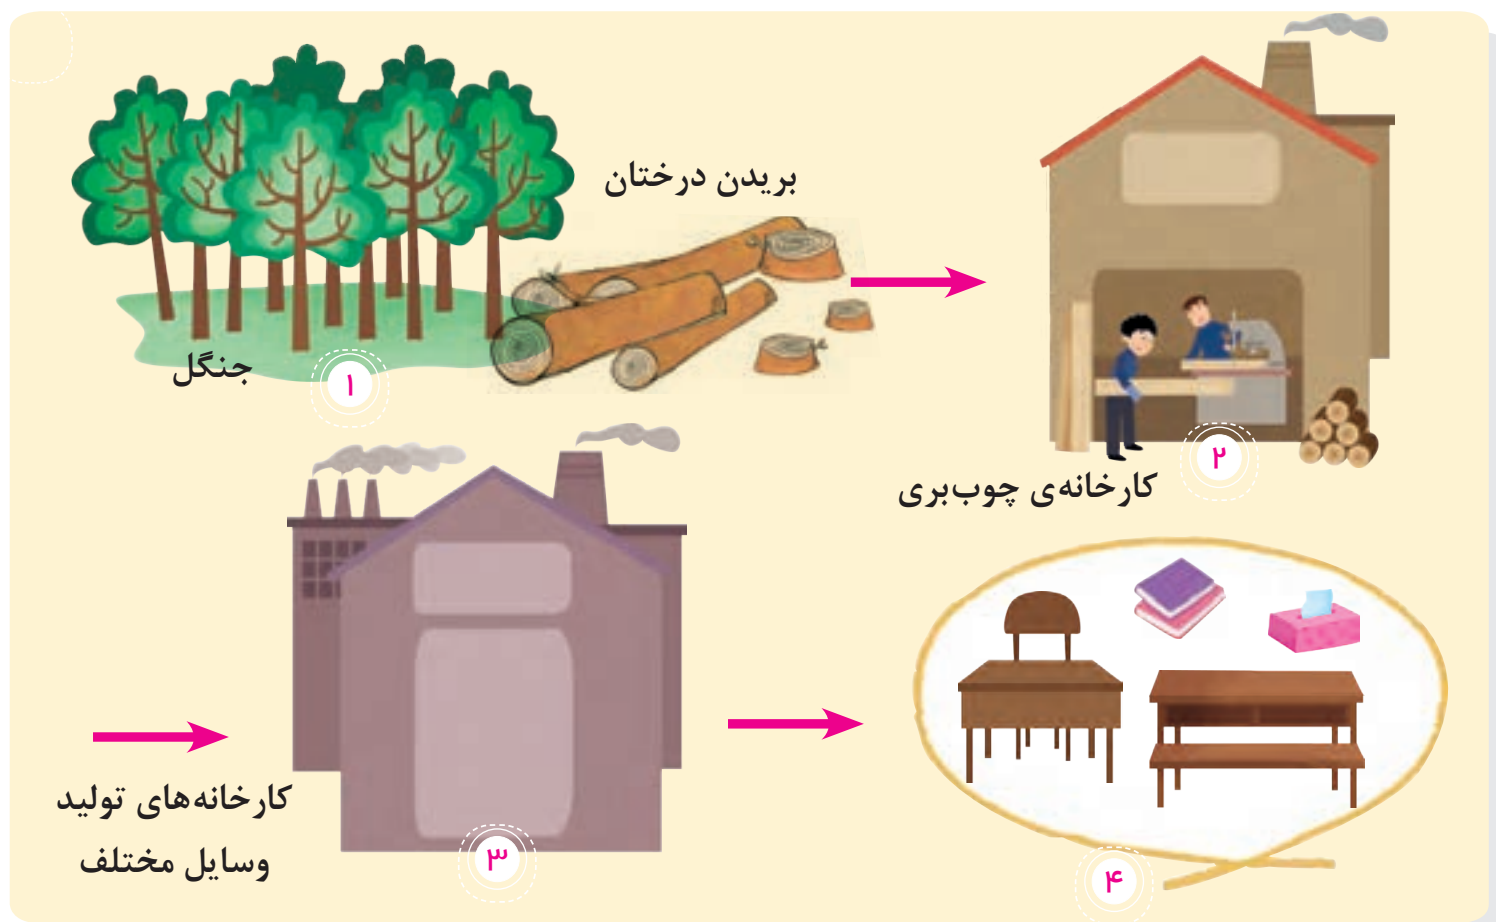 بریدن درختان
جنگل
۱
۲
کارخانه‌ی چوب‌بری
کارخانه‌های تولید
وسایل مختلف
۳
۴